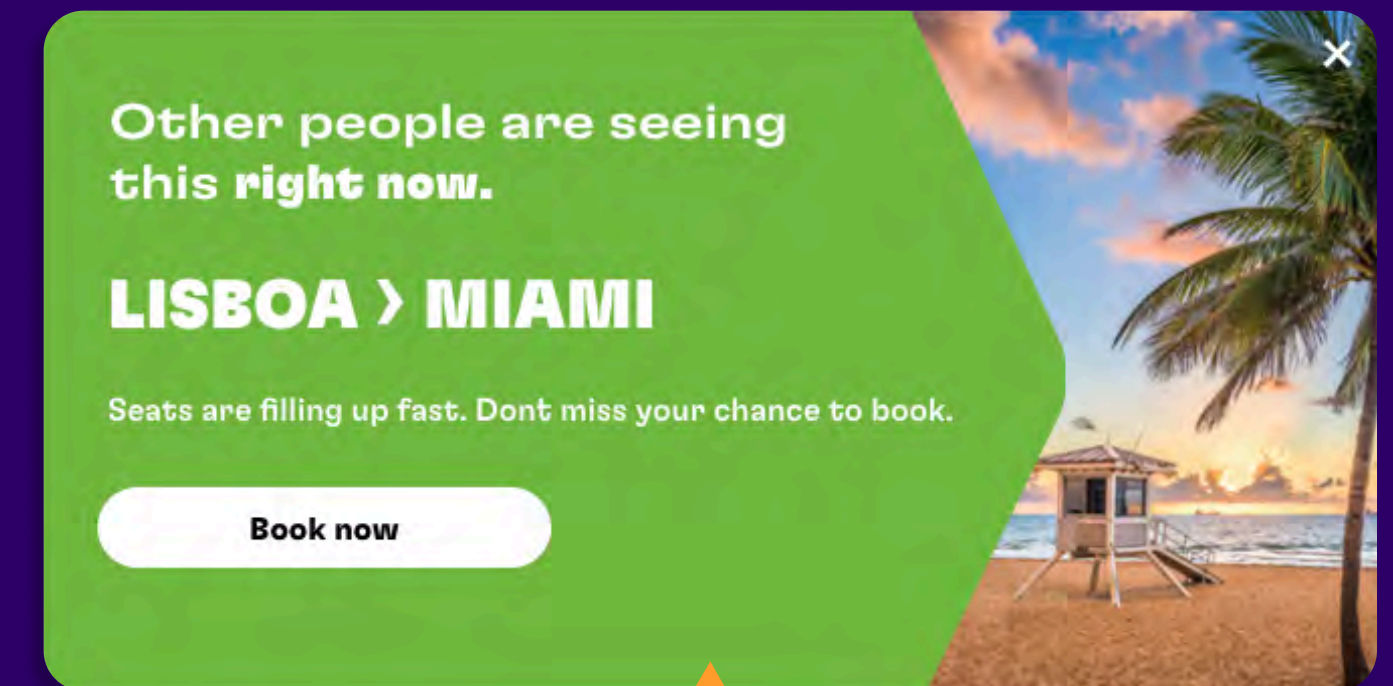 Other people are seeing
this right now.
LISBOA > MIAMI
Seats are filling up fast. Dont miss your chance to book.
Book now